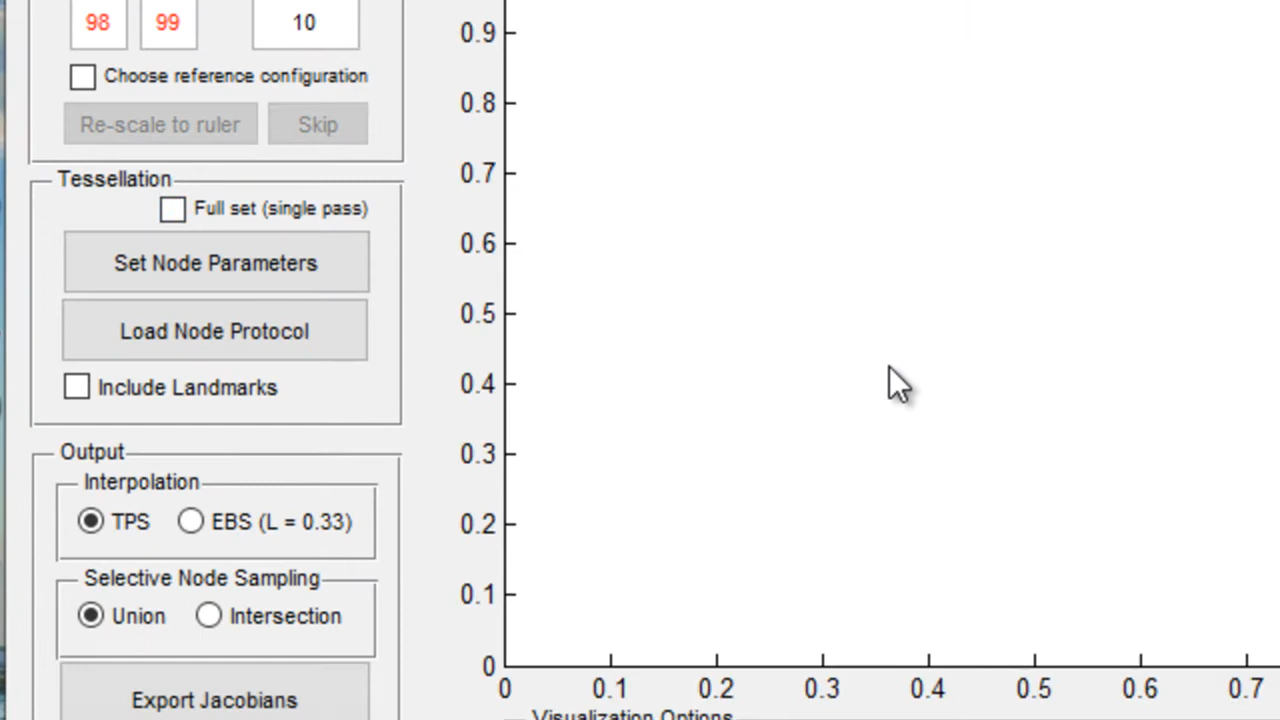 98 99 10
Choose reference configuration
Re-scale to ruler Skip
Tessellation
Full set (single pass)
Set Node Parameters
Load Node Protocol
Include Landmarks
Output
Interpolation
TPS EBS (L = 0.33)
Selective Node Sampling
Union Intersection
Export Jacobians
0.9
0.8
0.7
0.6
0.5
0.4
0.3
0.2
0.1
0
0 0.1 0.2 0.3 0.4 0.5 0.6 0.7
Visualization Options